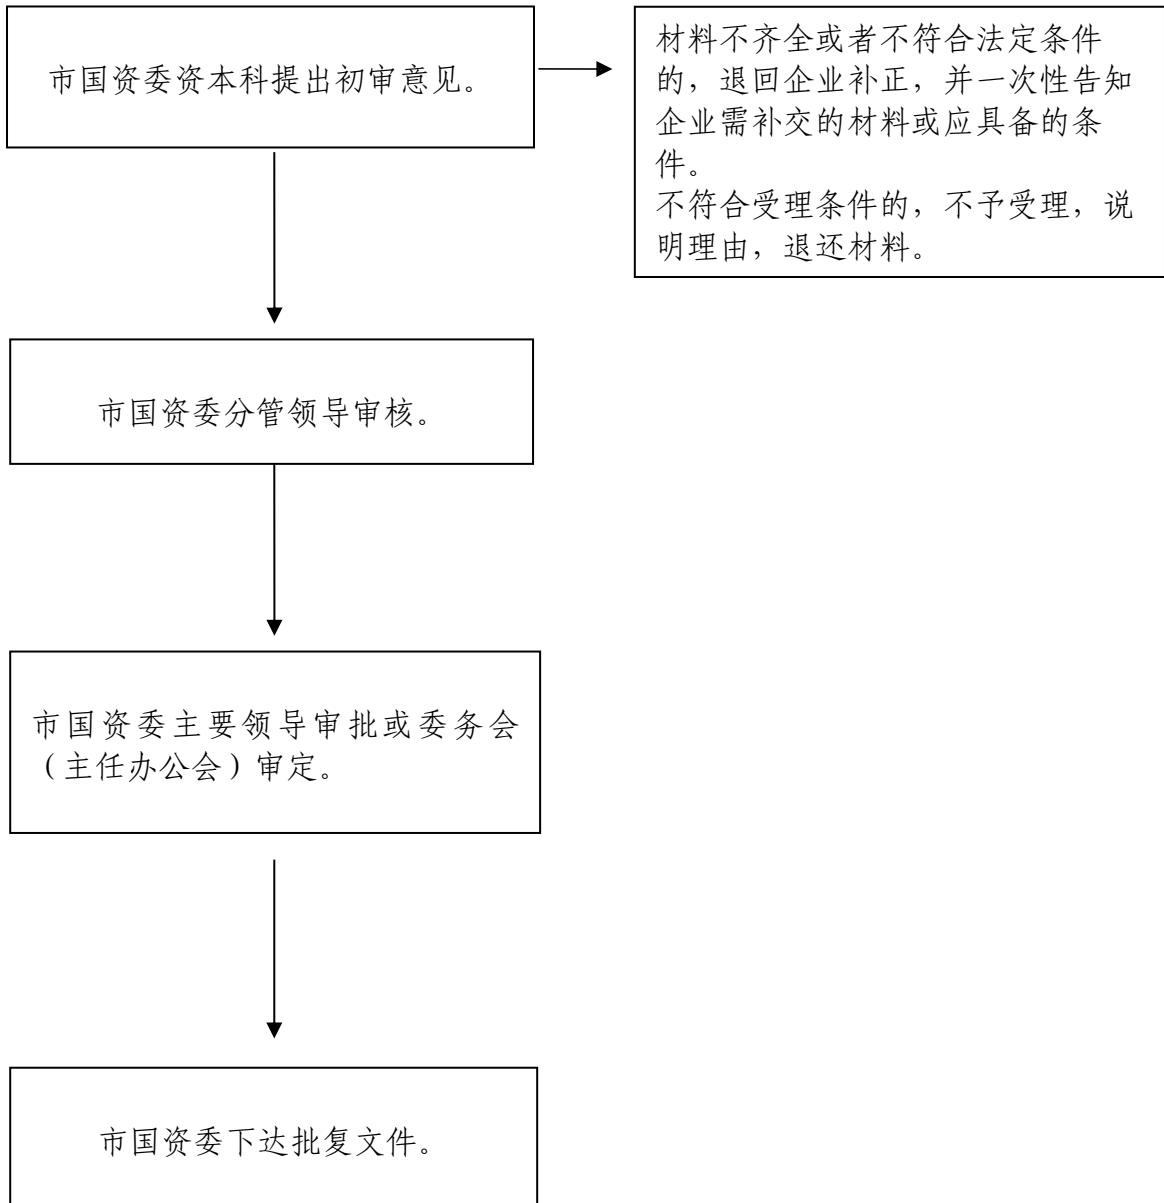 市国资委资本科提出初审意见。
材料不齐全或者不符合法定条件
的，退回企业补正，并一次性告知
企业需补交的材料或应具备的条
件。
不符合受理条件的，不予受理，说
明理由，退还材料。
市国资委分管领导审核。
市国资委主要领导审批或委务会
（主任办公会）审定。
市国资委下达批复文件。